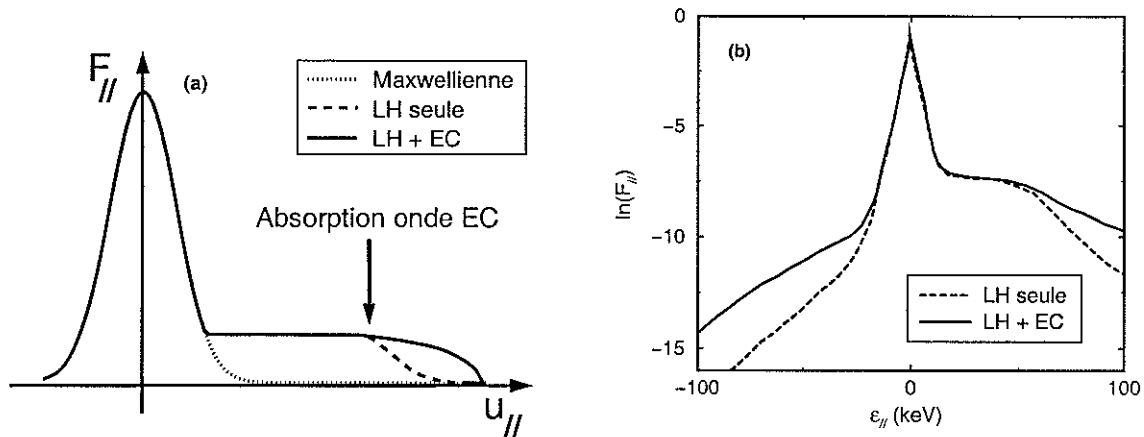 F//
(a)
Maxwellienne
LH seule
LH + EC
Absorption onde EC
u//
(b)
ln(F//)
0
−5
−10
−15
LH seule
LH + EC
−100
0
100
ε// (keV)